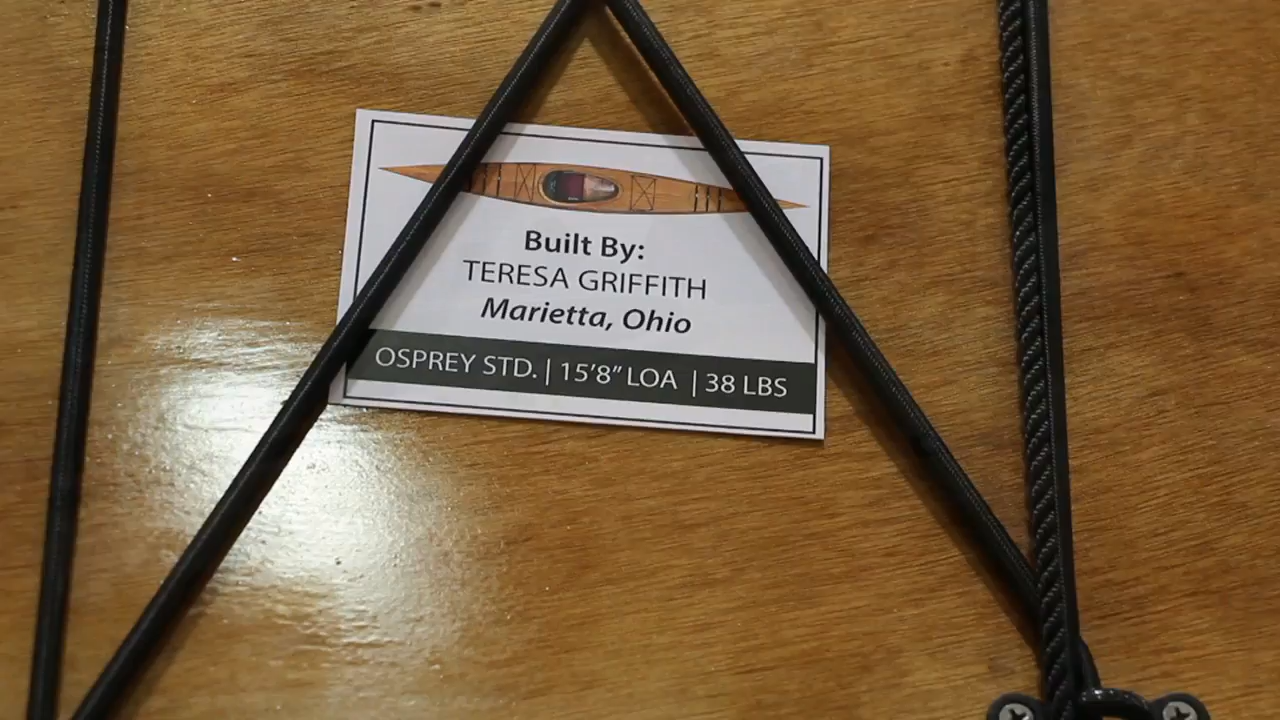 Built By:
TERESA GRIFFITH
Marietta, Ohio
OSPREY STD. | 15’8” LOA | 38 LBS